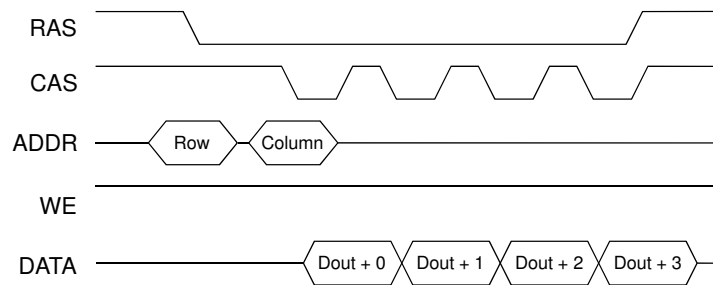 RAS
CAS
ADDR Row Column
WE
DATA Dout + 0 Dout + 1 Dout + 2 Dout + 3